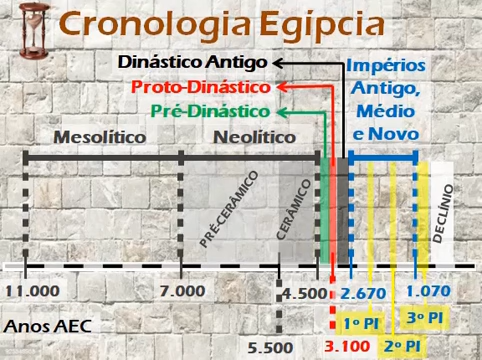 Cronologia Egípcia
Dinástico Antigo
Proto-Dinástico
Pré-Dinástico
Impérios
Antigo,
Médio
e Novo
Mesolítico
Neolítico
PRÉ-CERÂMICO
CERÂMICO
DECLÍNIO
11.000
7.000
4.500
2.670
1.070
Anos AEC
5.500
3.100
1º PI
2º PI
3º PI